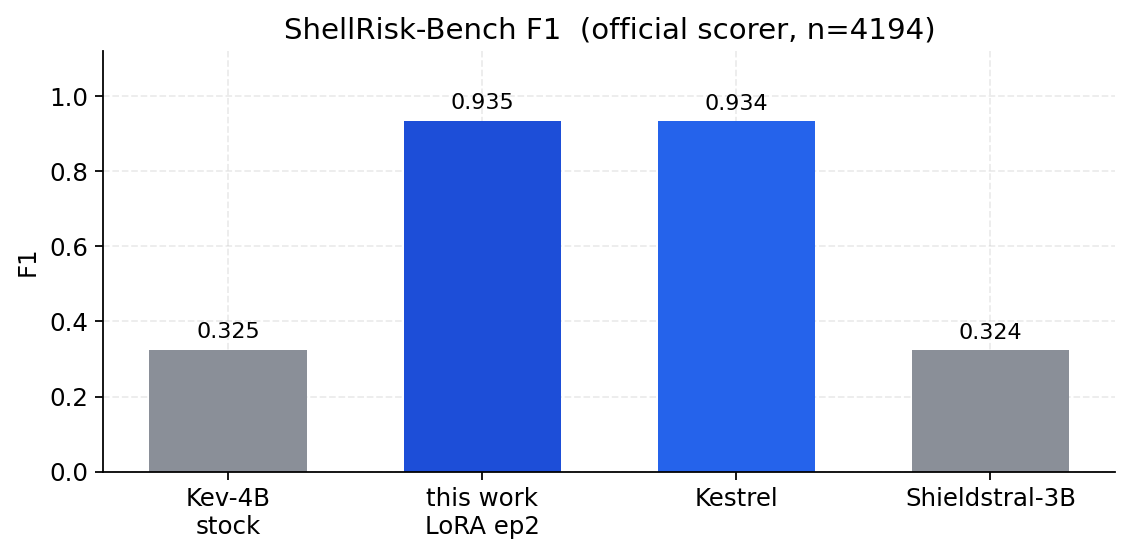 ShellRisk-Bench F1  (official scorer, n=4194)
F1
1.0
0.8
0.6
0.4
0.2
0.0
0.325
0.935
0.934
0.324
Kev-4B
stock
this work
LoRA ep2
Kestrel
Shieldstral-3B